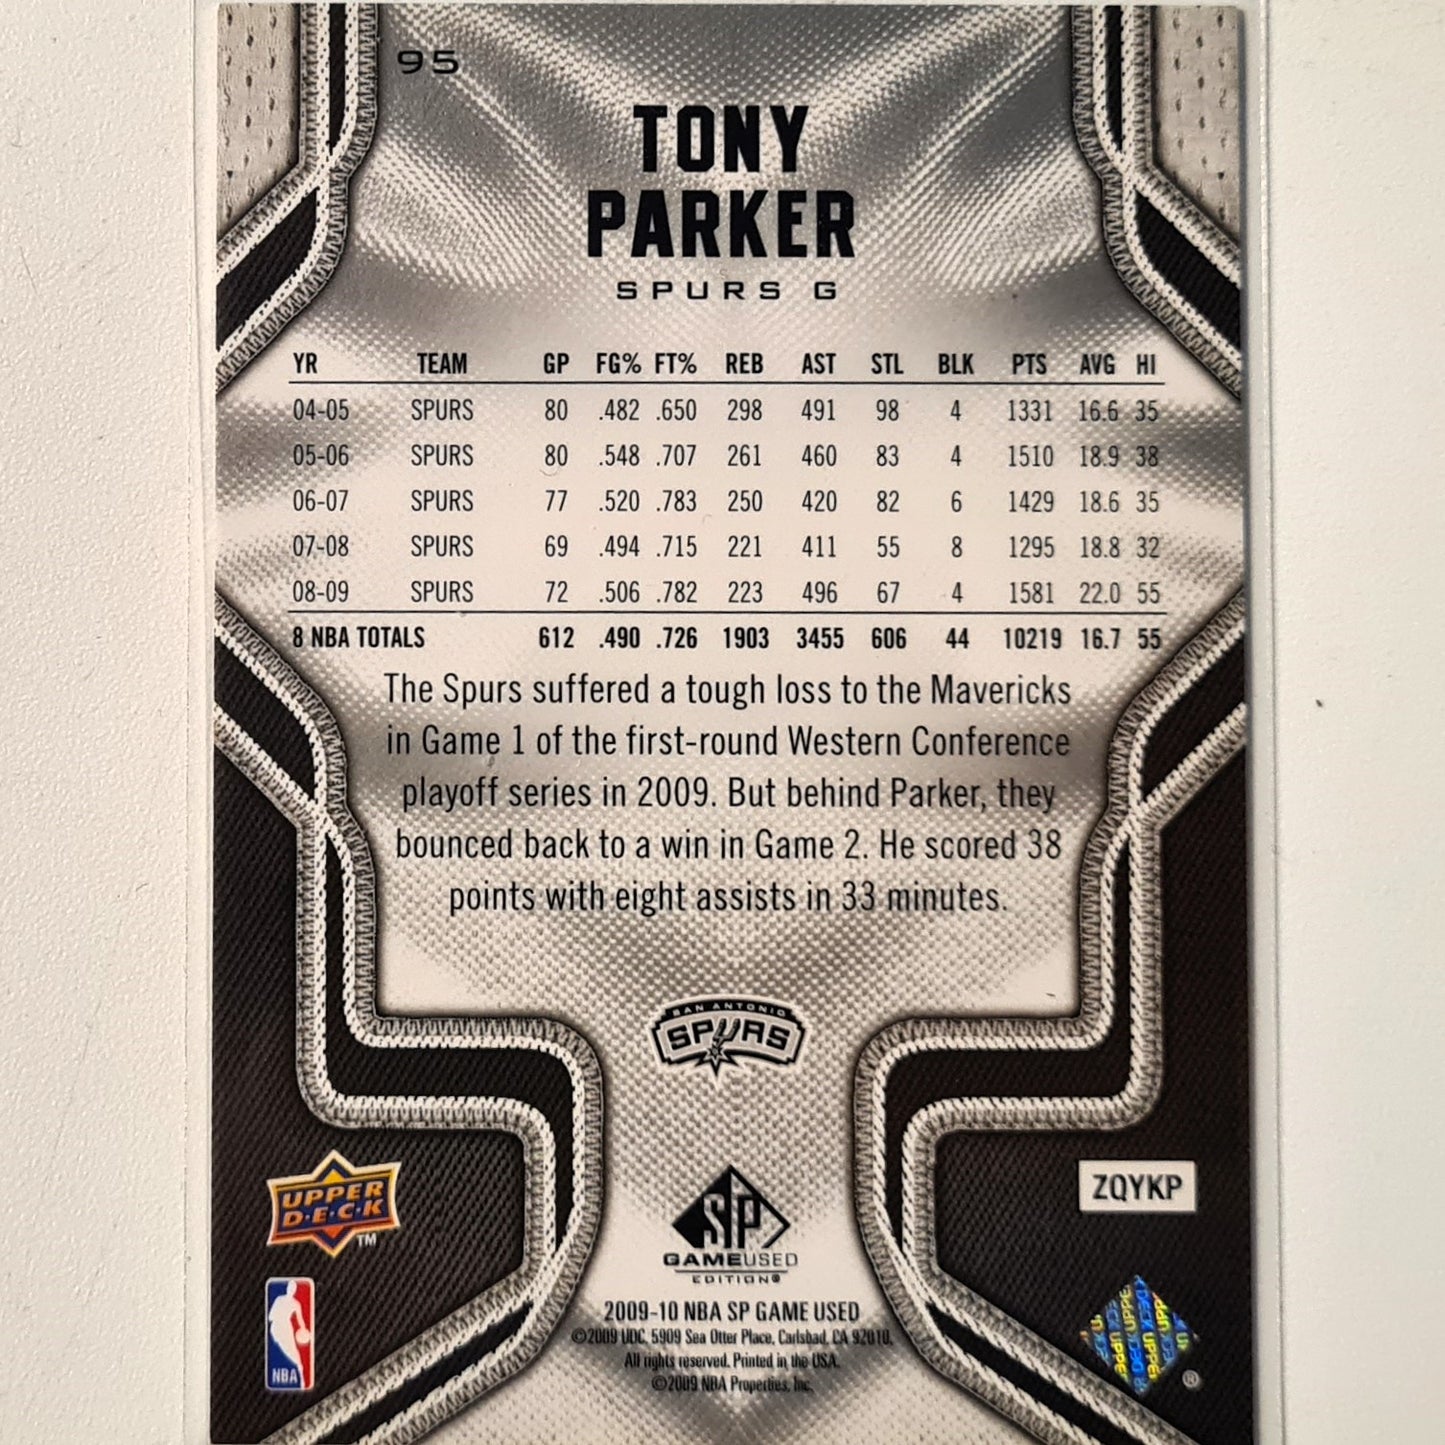 95
TONY
PARKER
SPURS G
YR TEAM GP FG% FT% REB AST STL BLK PTS AVG HI
04-05 SPURS 80 .482 .650 298 491 98 4 1331 16.6 35
05-06 SPURS 80 .548 .707 261 460 83 4 1510 18.9 38
06-07 SPURS 77 .520 .783 250 420 82 6 1429 18.6 35
07-08 SPURS 69 .494 .715 221 411 55 8 1295 18.8 32
08-09 SPURS 72 .506 .782 223 496 67 4 1581 22.0 55
8 NBA TOTALS 612 .490 .726 1903 3455 606 44 10219 16.7 55
The Spurs suffered a tough loss to the Mavericks
in Game 1 of the first-round Western Conference
playoff series in 2009. But behind Parker, they
bounced back to a win in Game 2. He scored 38
points with eight assists in 33 minutes.
SAN ANTONIO
SPURS
UPPER
D·E·C·K
TM
NBA
SP
GAMEUSED
EDITION®
2009-10 NBA SP GAME USED
©2009 UDC, 5909 Sea Otter Place, Carlsbad, CA 92010.
All rights reserved. Printed in the USA.
©2009 NBA Properties, Inc.
ZQYKP
®